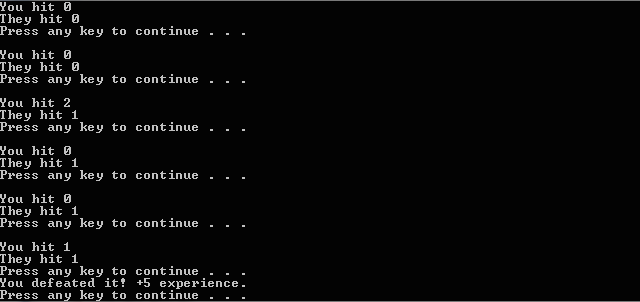 You hit 0
They hit 0
Press any key to continue . . .
You hit 0
They hit 0
Press any key to continue . . .
You hit 2
They hit 1
Press any key to continue . . .
You hit 0
They hit 1
Press any key to continue . . .
You hit 0
They hit 1
Press any key to continue . . .
You hit 1
They hit 1
Press any key to continue . . .
You defeated it! +5 experience.
Press any key to continue . . .